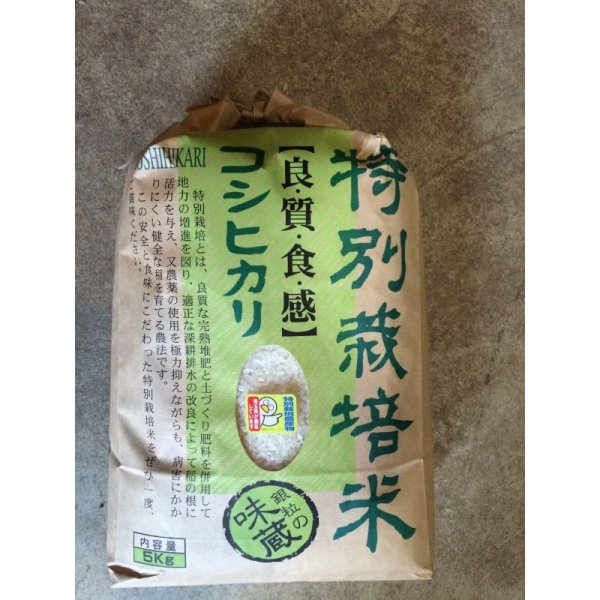 特別栽培米
【良・質・食・感】
コシヒカリ
OSHIHIKARI
特別栽培とは、良質な完熟堆肥と土づくり肥料を併用して
地力の増進を図り、適正な深耕排水の改良によって稲の根に
活力を与え、又農薬の使用を極力抑えながらも、病害にかか
りにくい健全な稲を育てる農法です。
この安全と食味にこだわった特別栽培米をぜひ一度、
ご賞味ください。
特別栽培農産物
銀粒の
味蔵
内容量
5Kg